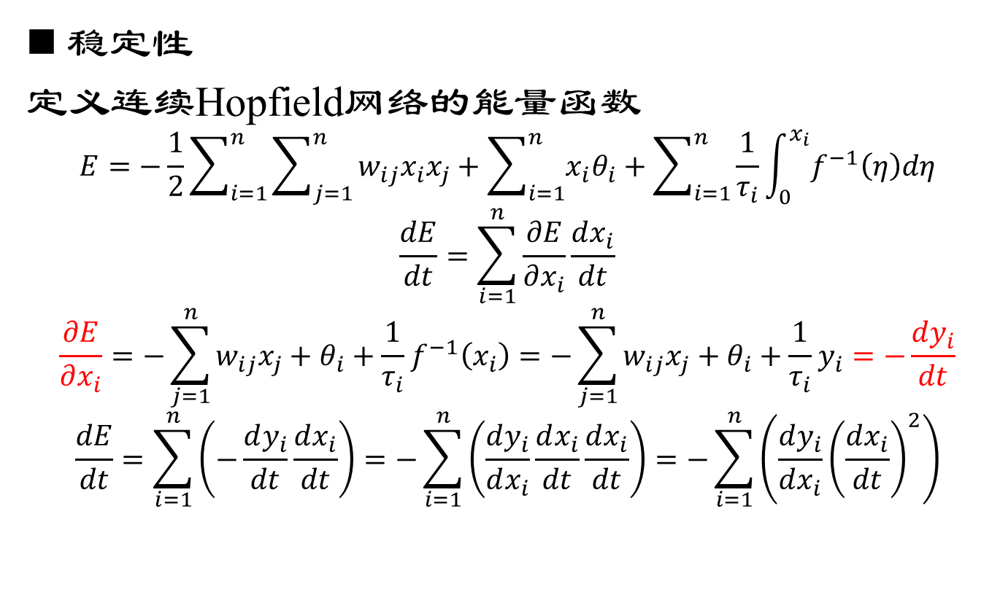 ■ 稳定性
定义连续Hopfield网络的能量函数
$E = -\frac{1}{2}\sum_{i=1}^{n}\sum_{j=1}^{n} w_{ij}x_ix_j + \sum_{i=1}^{n} x_i\theta_i + \sum_{i=1}^{n}\frac{1}{\tau_i}\int_{0}^{x_i} f^{-1}(\eta)d\eta$
$\frac{dE}{dt} = \sum_{i=1}^{n}\frac{\partial E}{\partial x_i}\frac{dx_i}{dt}$
$\frac{\partial E}{\partial x_i} = -\sum_{j=1}^{n} w_{ij}x_j + \theta_i + \frac{1}{\tau_i}f^{-1}(x_i) = -\sum_{j=1}^{n} w_{ij}x_j + \theta_i + \frac{1}{\tau_i}y_i = -\frac{dy_i}{dt}$
$\frac{dE}{dt} = \sum_{i=1}^{n}\left(-\frac{dy_i}{dt}\frac{dx_i}{dt}\right) = -\sum_{i=1}^{n}\left(\frac{dy_i}{dx_i}\frac{dx_i}{dt}\frac{dx_i}{dt}\right) = -\sum_{i=1}^{n}\left(\frac{dy_i}{dx_i}\left(\frac{dx_i}{dt}\right)^2\right)$